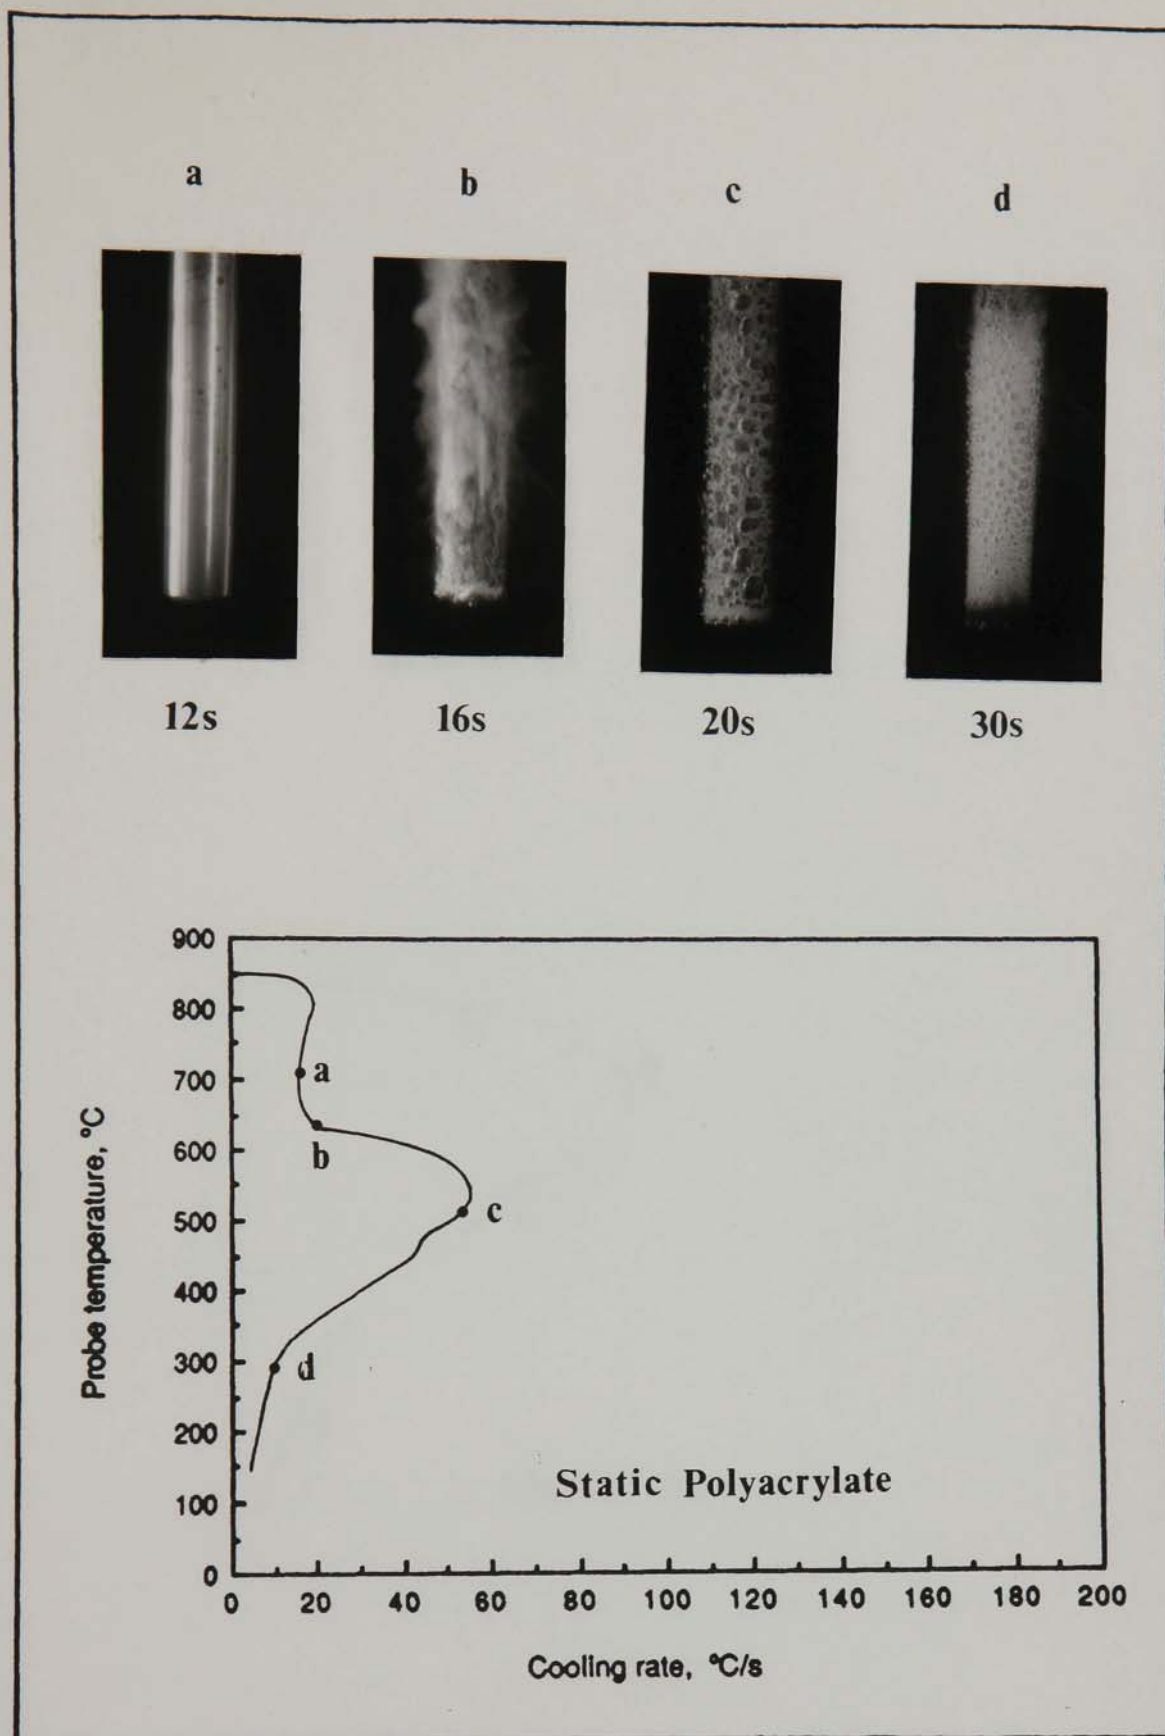 a b c d
12s 16s 20s 30s
900
800
700
600
500
400
300
200
100
0
Probe temperature, °C
a
b
c
d
Static Polyacrylate
0 20 40 60 80 100 120 140 160 180 200
Cooling rate, °C/s